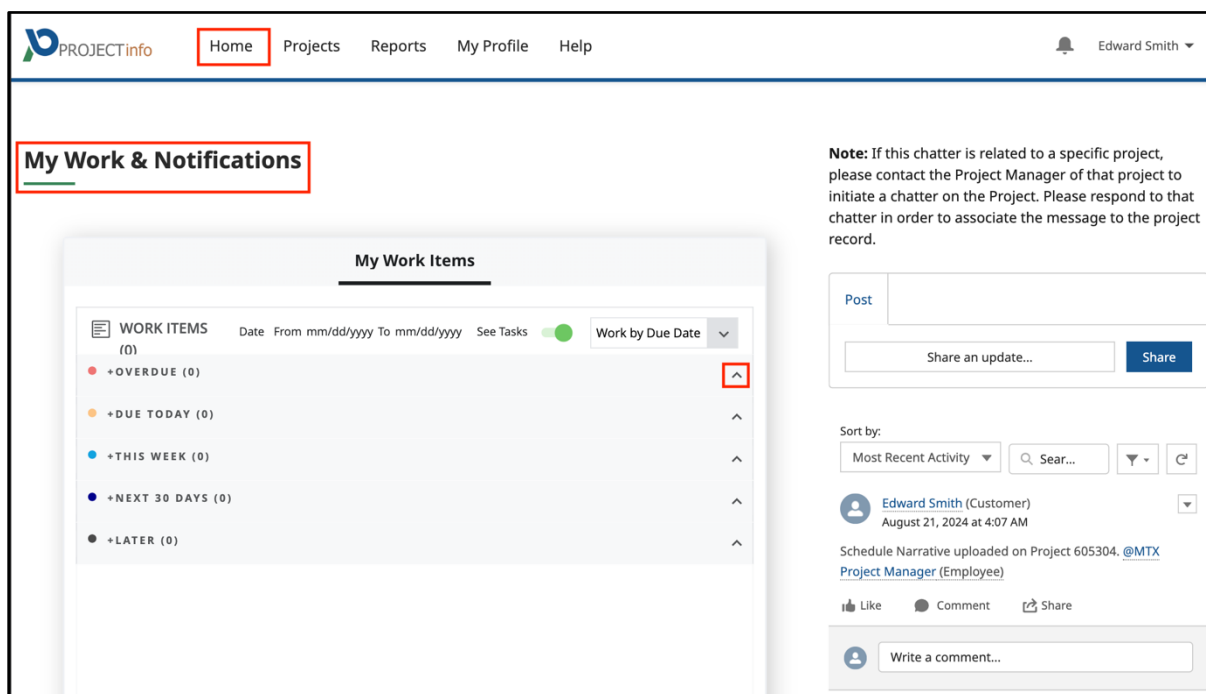 PROJECTinfo Home Projects Reports My Profile Help Edward Smith
My Work & Notifications
My Work Items
WORK ITEMS
(0)
Date From mm/dd/yyyy To mm/dd/yyyy See Tasks Work by Due Date
+OVERDUE (0)
+DUE TODAY (0)
+THIS WEEK (0)
+NEXT 30 DAYS (0)
+LATER (0)
Note: If this chatter is related to a specific project,
please contact the Project Manager of that project to
initiate a chatter on the Project. Please respond to that
chatter in order to associate the message to the project
record.
Post
Share an update... Share
Sort by:
Most Recent Activity Sear...
Edward Smith (Customer)
August 21, 2024 at 4:07 AM
Schedule Narrative uploaded on Project 605304. @MTX
Project Manager (Employee)
Like Comment Share
Write a comment...